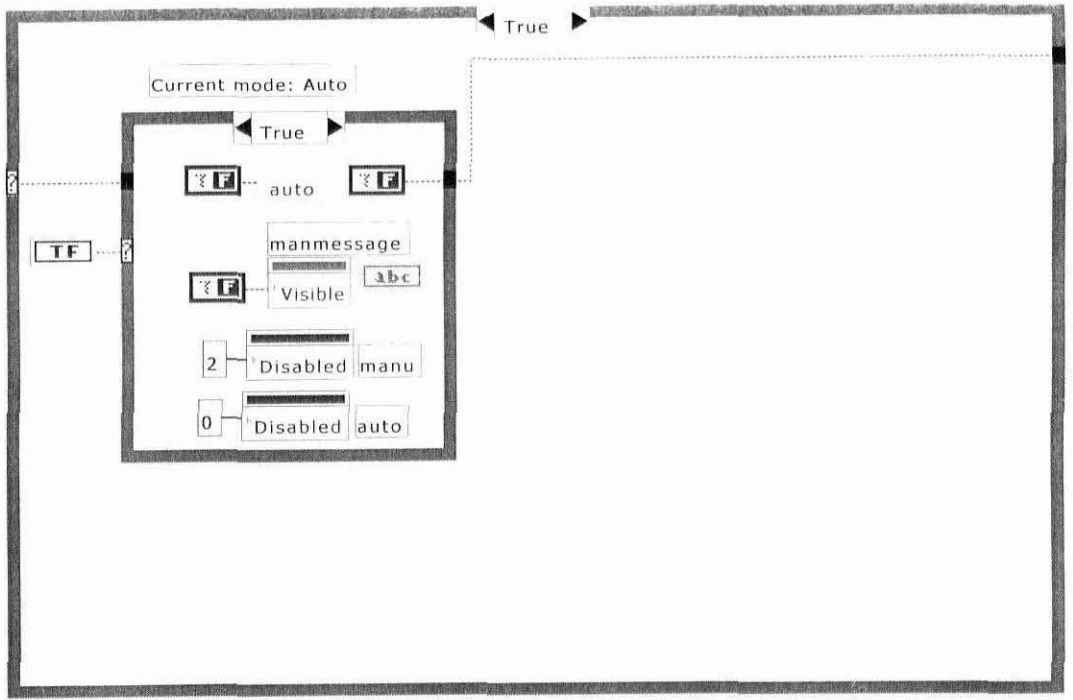 True
Current mode: Auto
True
F auto F
?
manmessage
TF ?
abc
F Visible
2 Disabled manu
0 Disabled auto